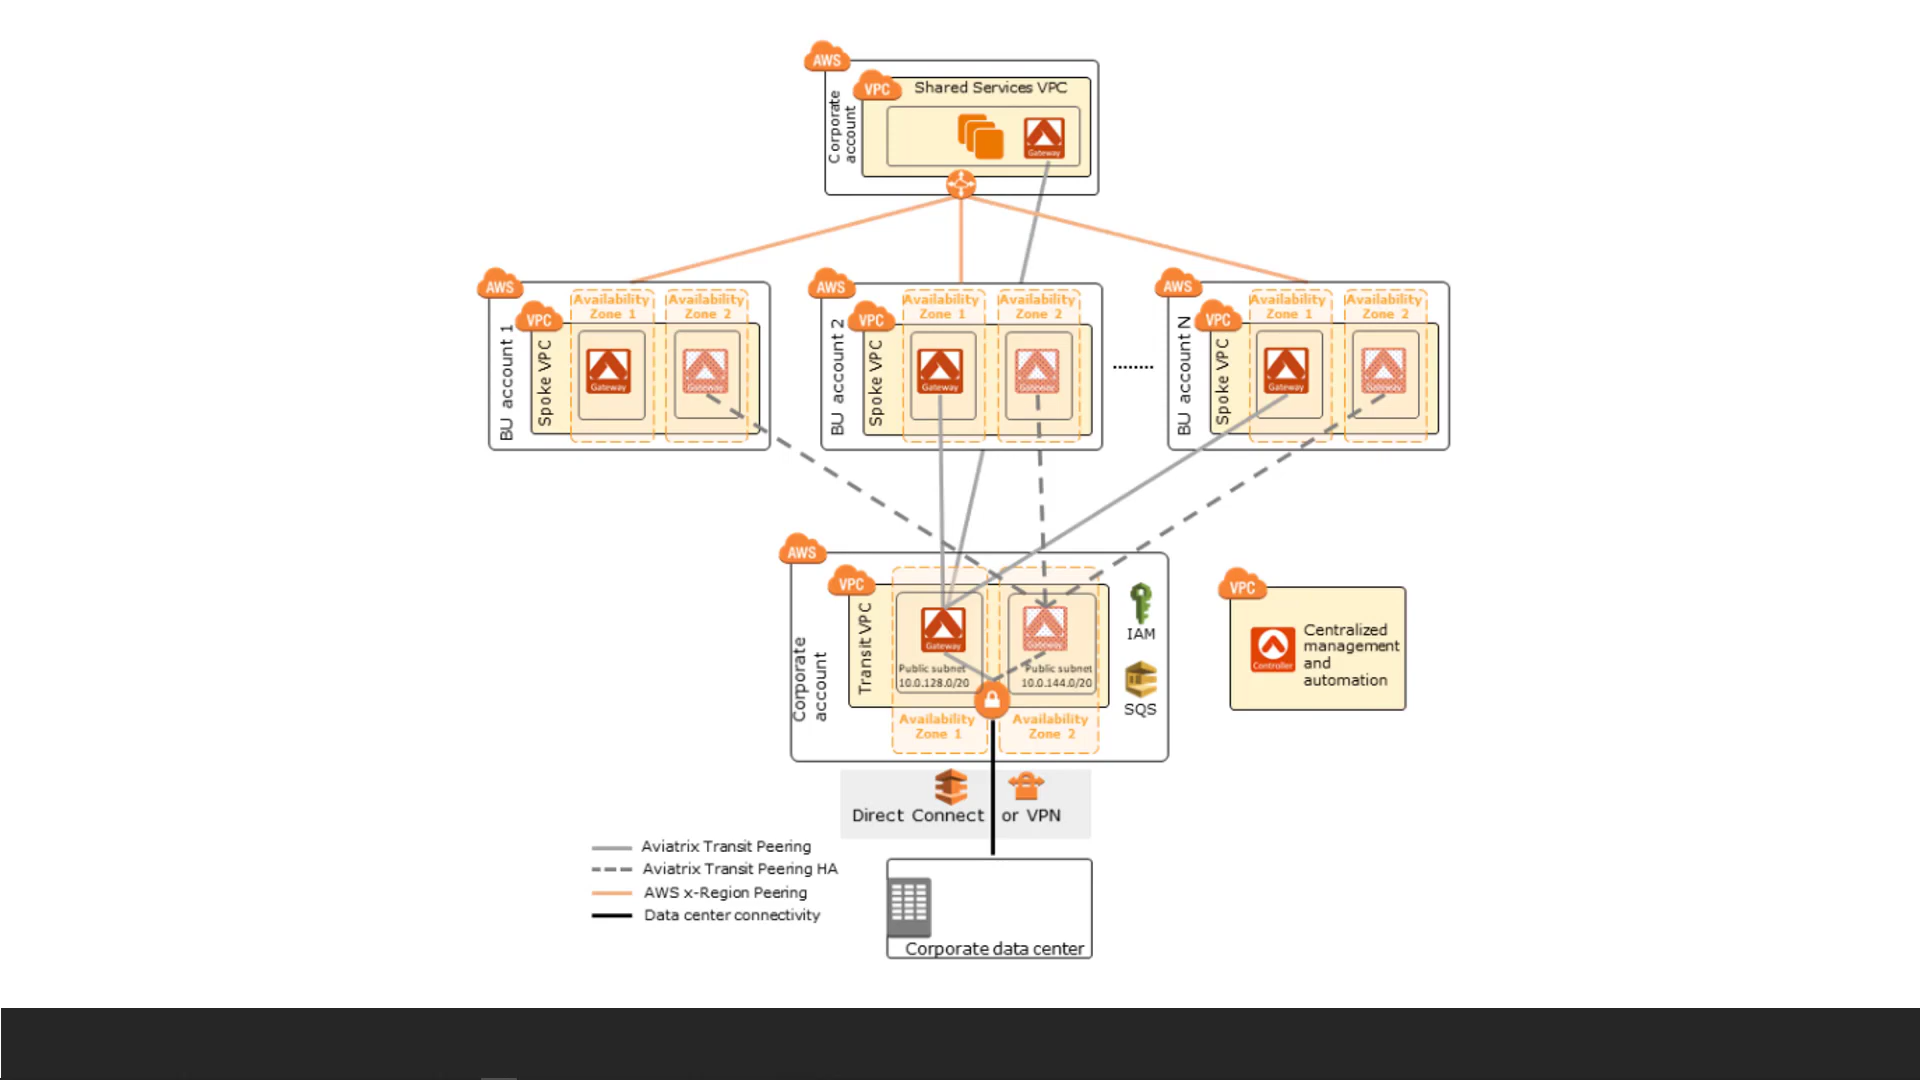 AWS
VPC
Shared Services VPC
Corporate
account
Gateway
AWS
BU account 1
VPC
Spoke VPC
Availability
Zone 1
Availability
Zone 2
Gateway
Gateway
AWS
BU account 2
VPC
Spoke VPC
Availability
Zone 1
Availability
Zone 2
Gateway
Gateway
........
AWS
BU account N
VPC
Spoke VPC
Availability
Zone 1
Availability
Zone 2
Gateway
Gateway
AWS
Corporate
account
VPC
Transit VPC
Gateway
Public subnet
10.0.128.0/20
Gateway
Public subnet
10.0.144.0/20
Availability
Zone 1
Availability
Zone 2
IAM
SQS
VPC
Controller
Centralized
management
and
automation
Direct Connect or VPN
Aviatrix Transit Peering
Aviatrix Transit Peering HA
AWS x-Region Peering
Data center connectivity
Corporate data center